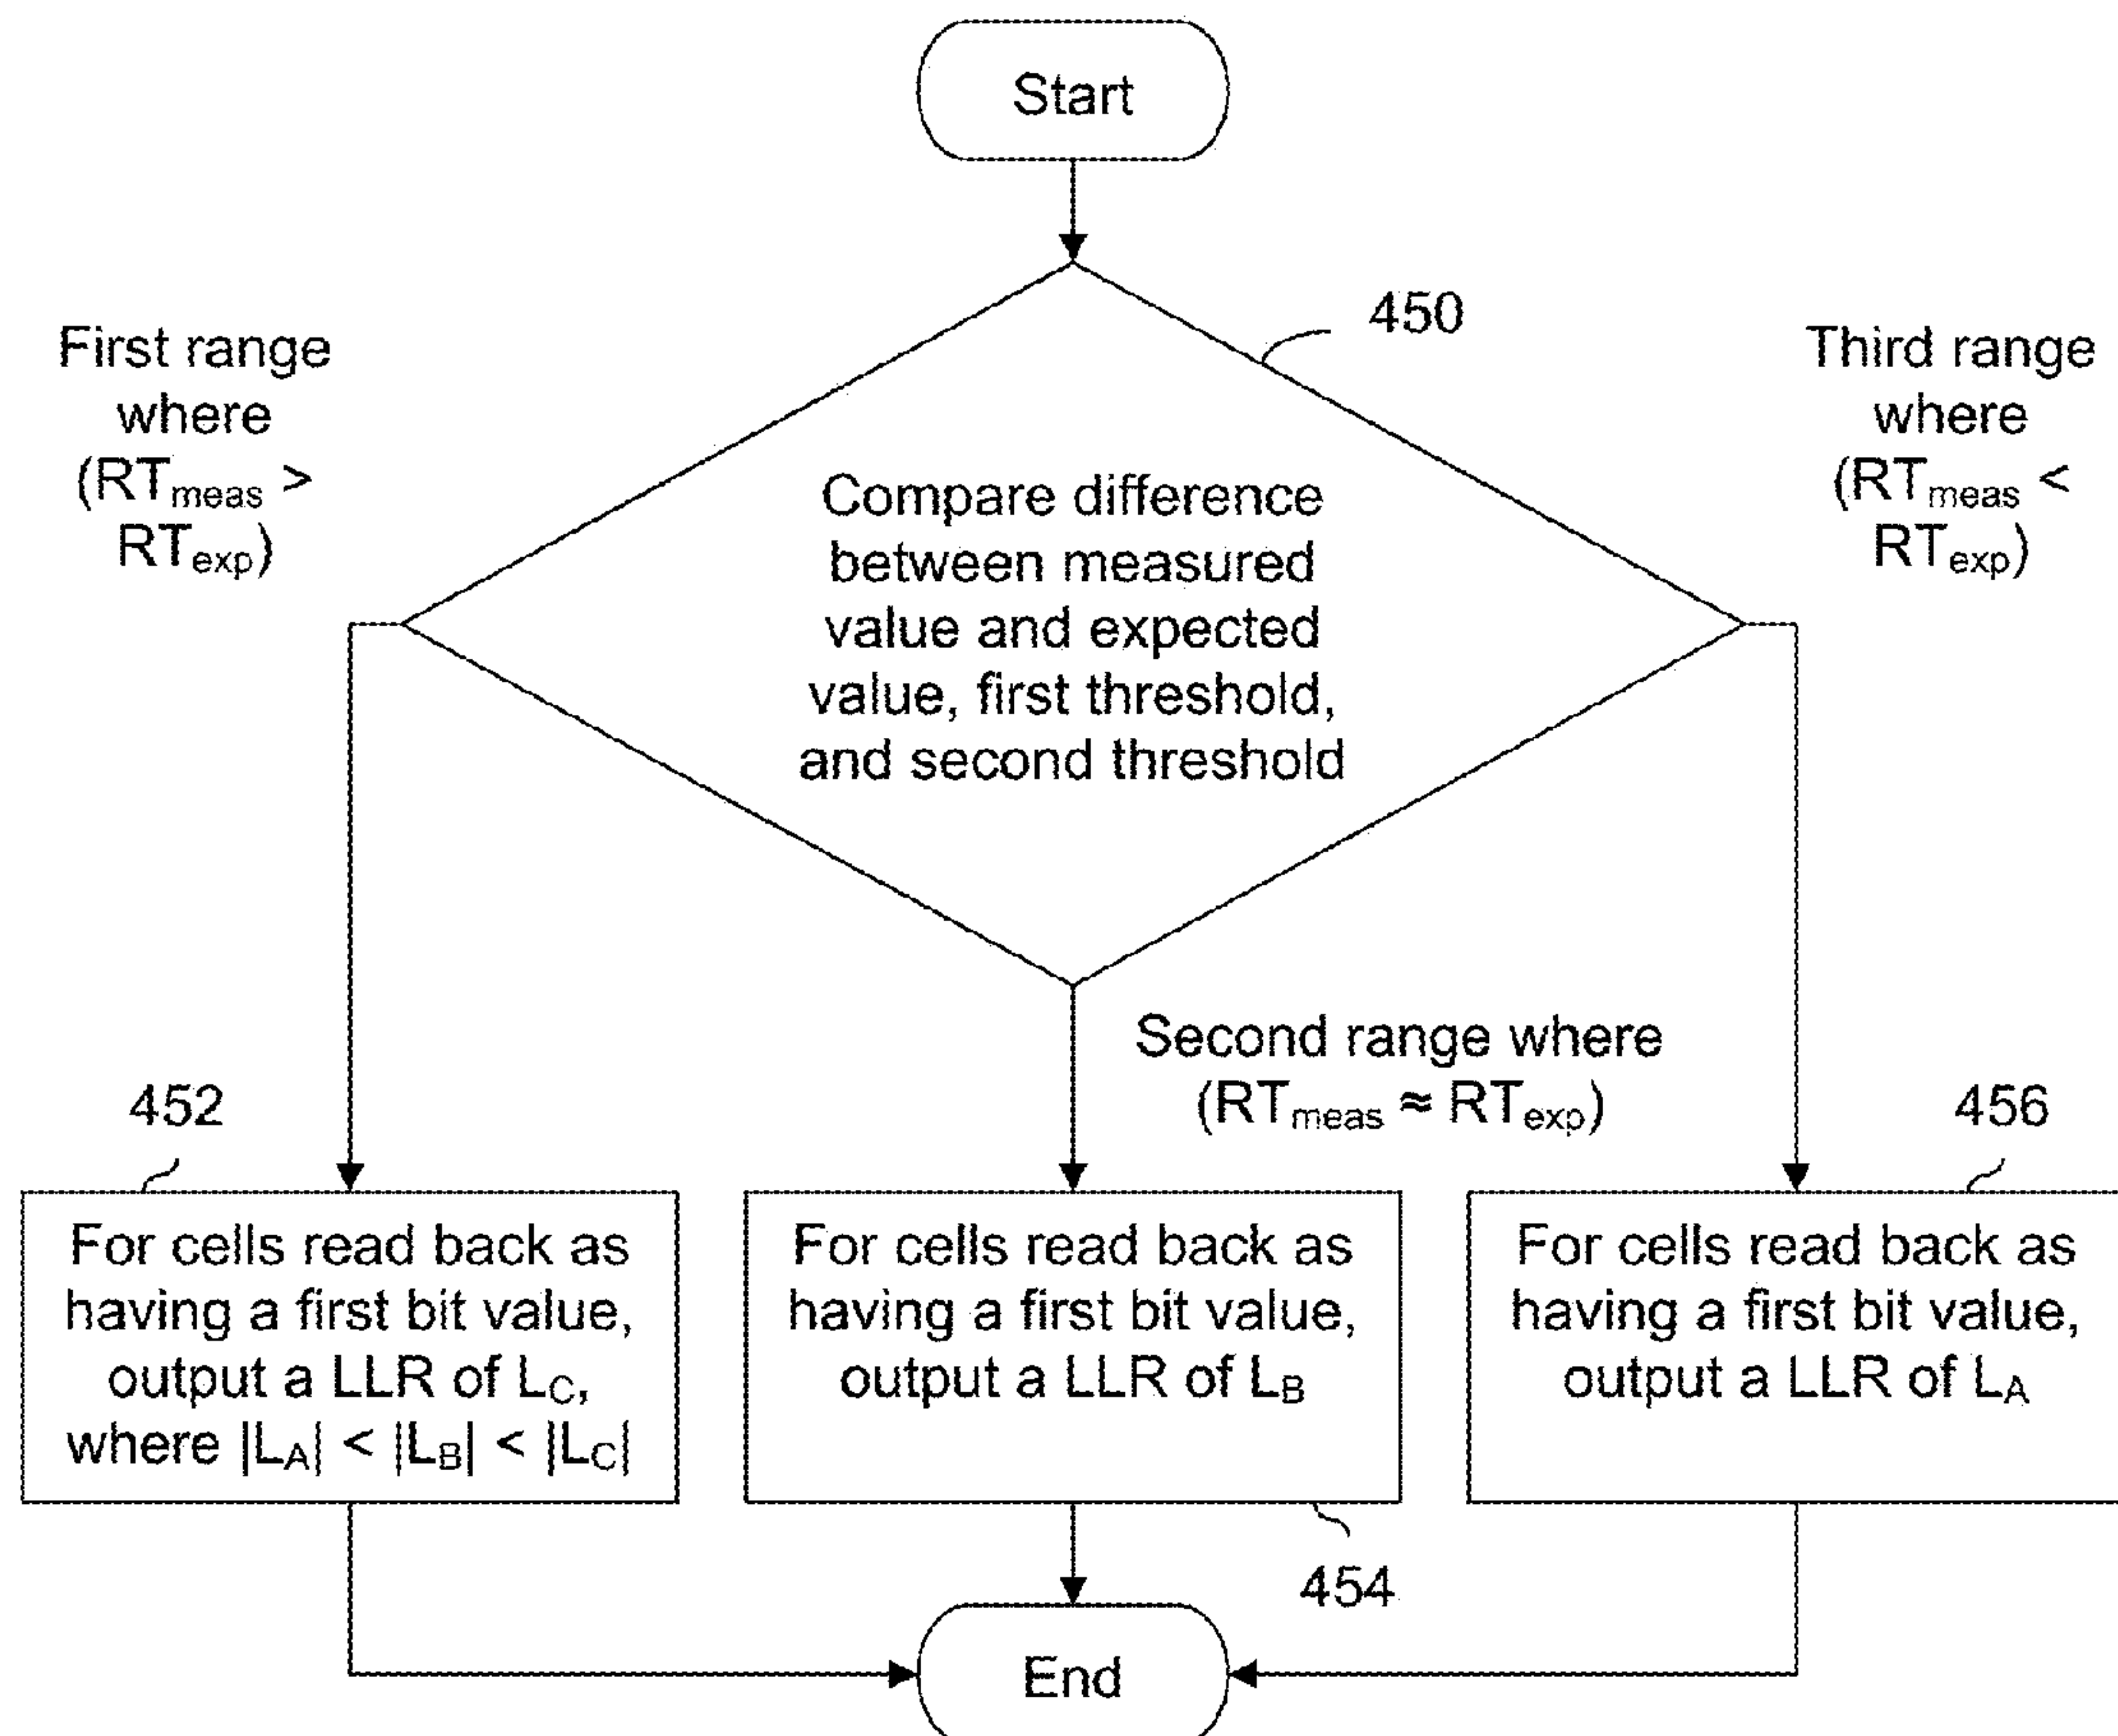 Start
450
First range
where
(RTmeas >
RTexp)
Third range
where
(RTmeas <
RTexp)
Compare difference
between measured
value and expected
value, first threshold,
and second threshold
Second range where
(RTmeas ≈ RTexp)
452
456
For cells read back as
having a first bit value,
output a LLR of LC,
where |LA| < |LB| < |LC|
For cells read back as
having a first bit value,
output a LLR of LB
For cells read back as
having a first bit value,
output a LLR of LA
454
End